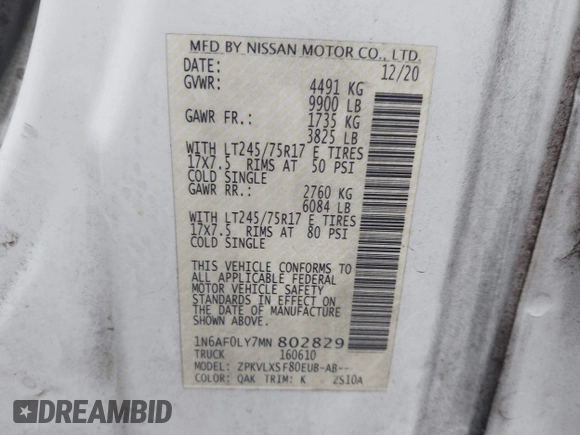 MFD BY NISSAN MOTOR CO., LTD.
DATE: 12/20
GVWR: 4491 KG
9900 LB
GAWR FR.: 1735 KG
3825 LB
WITH LT245/75R17 E TIRES
17X7.5 RIMS AT 50 PSI
COLD SINGLE
GAWR RR.: 2760 KG
6084 LB
WITH LT245/75R17 E TIRES
17X7.5 RIMS AT 80 PSI
COLD SINGLE
THIS VEHICLE CONFORMS TO
ALL APPLICABLE FEDERAL
MOTOR VEHICLE SAFETY
STANDARDS IN EFFECT ON
THE DATE OF MANUFACTURE
SHOWN ABOVE.
1N6AF0LY7MN802829
TRUCK 160610
MODEL: ZPKVLXSF80EUB-AB--
COLOR: QAK TRIM: K 2S10A
DREAMBID